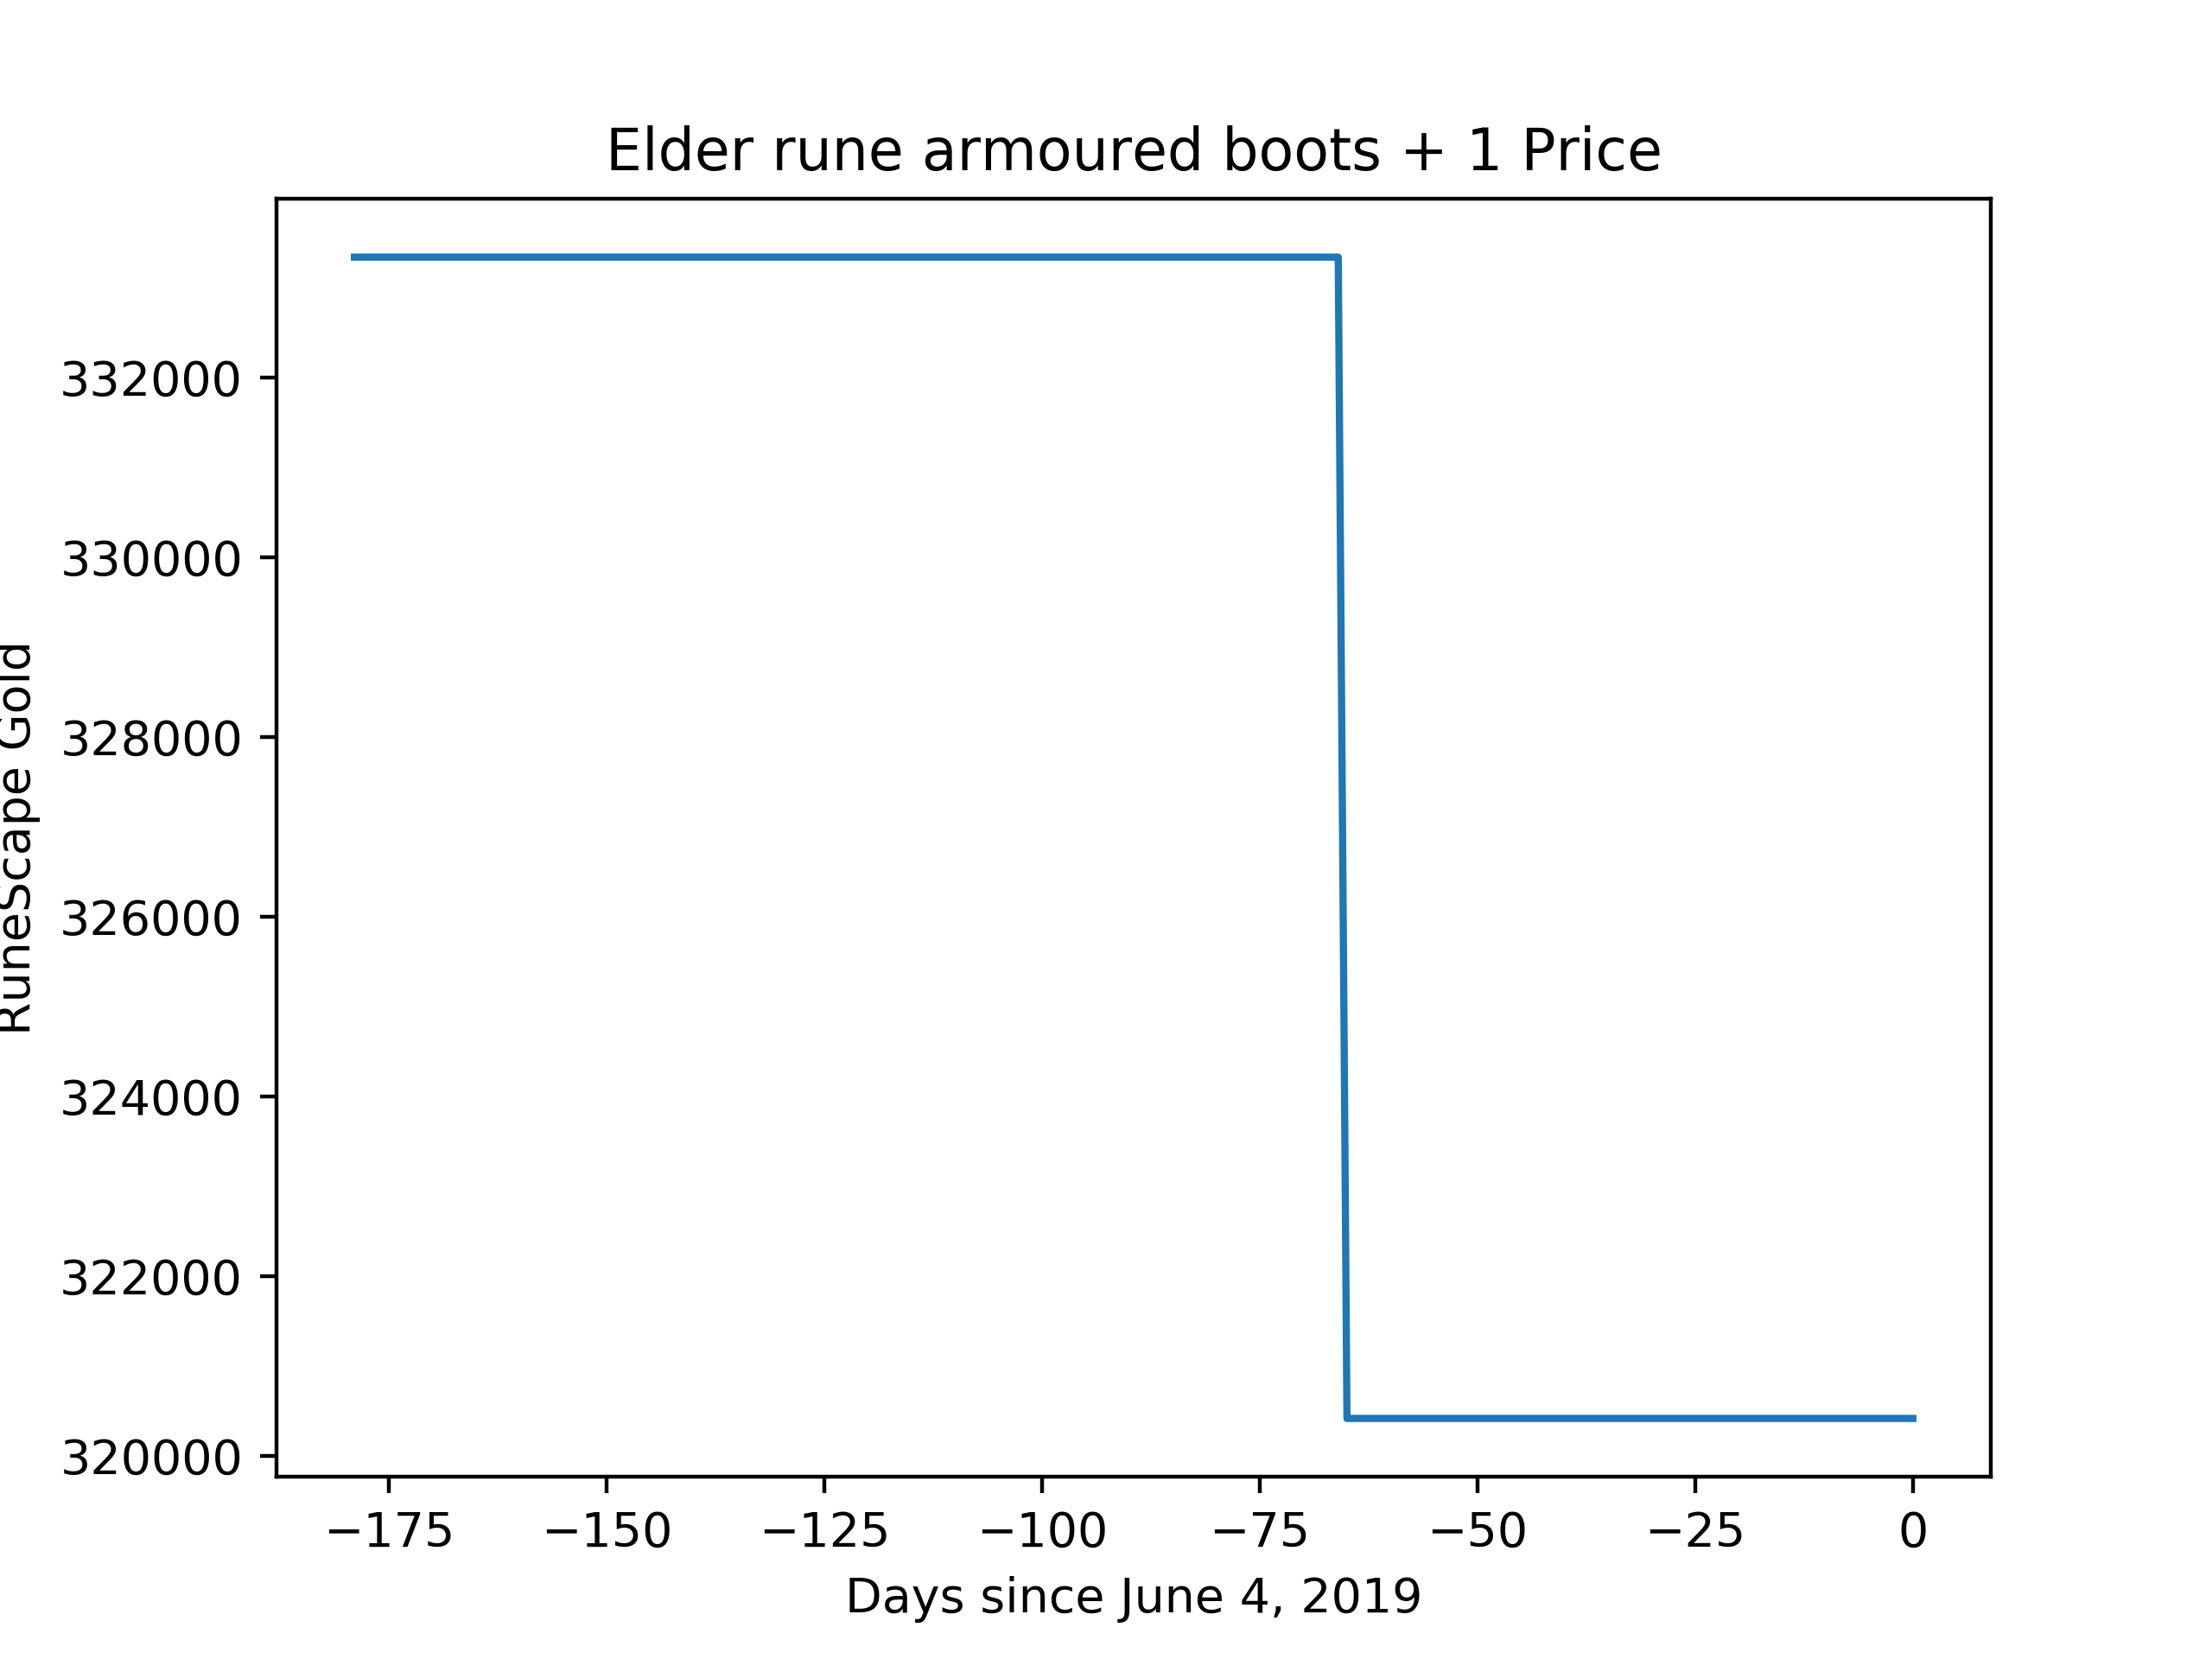 Elder rune armoured boots + 1 Price
332000
330000
328000
326000
324000
322000
320000
RuneScape Gold
−175 −150 −125 −100 −75 −50 −25 0
Days since June 4, 2019